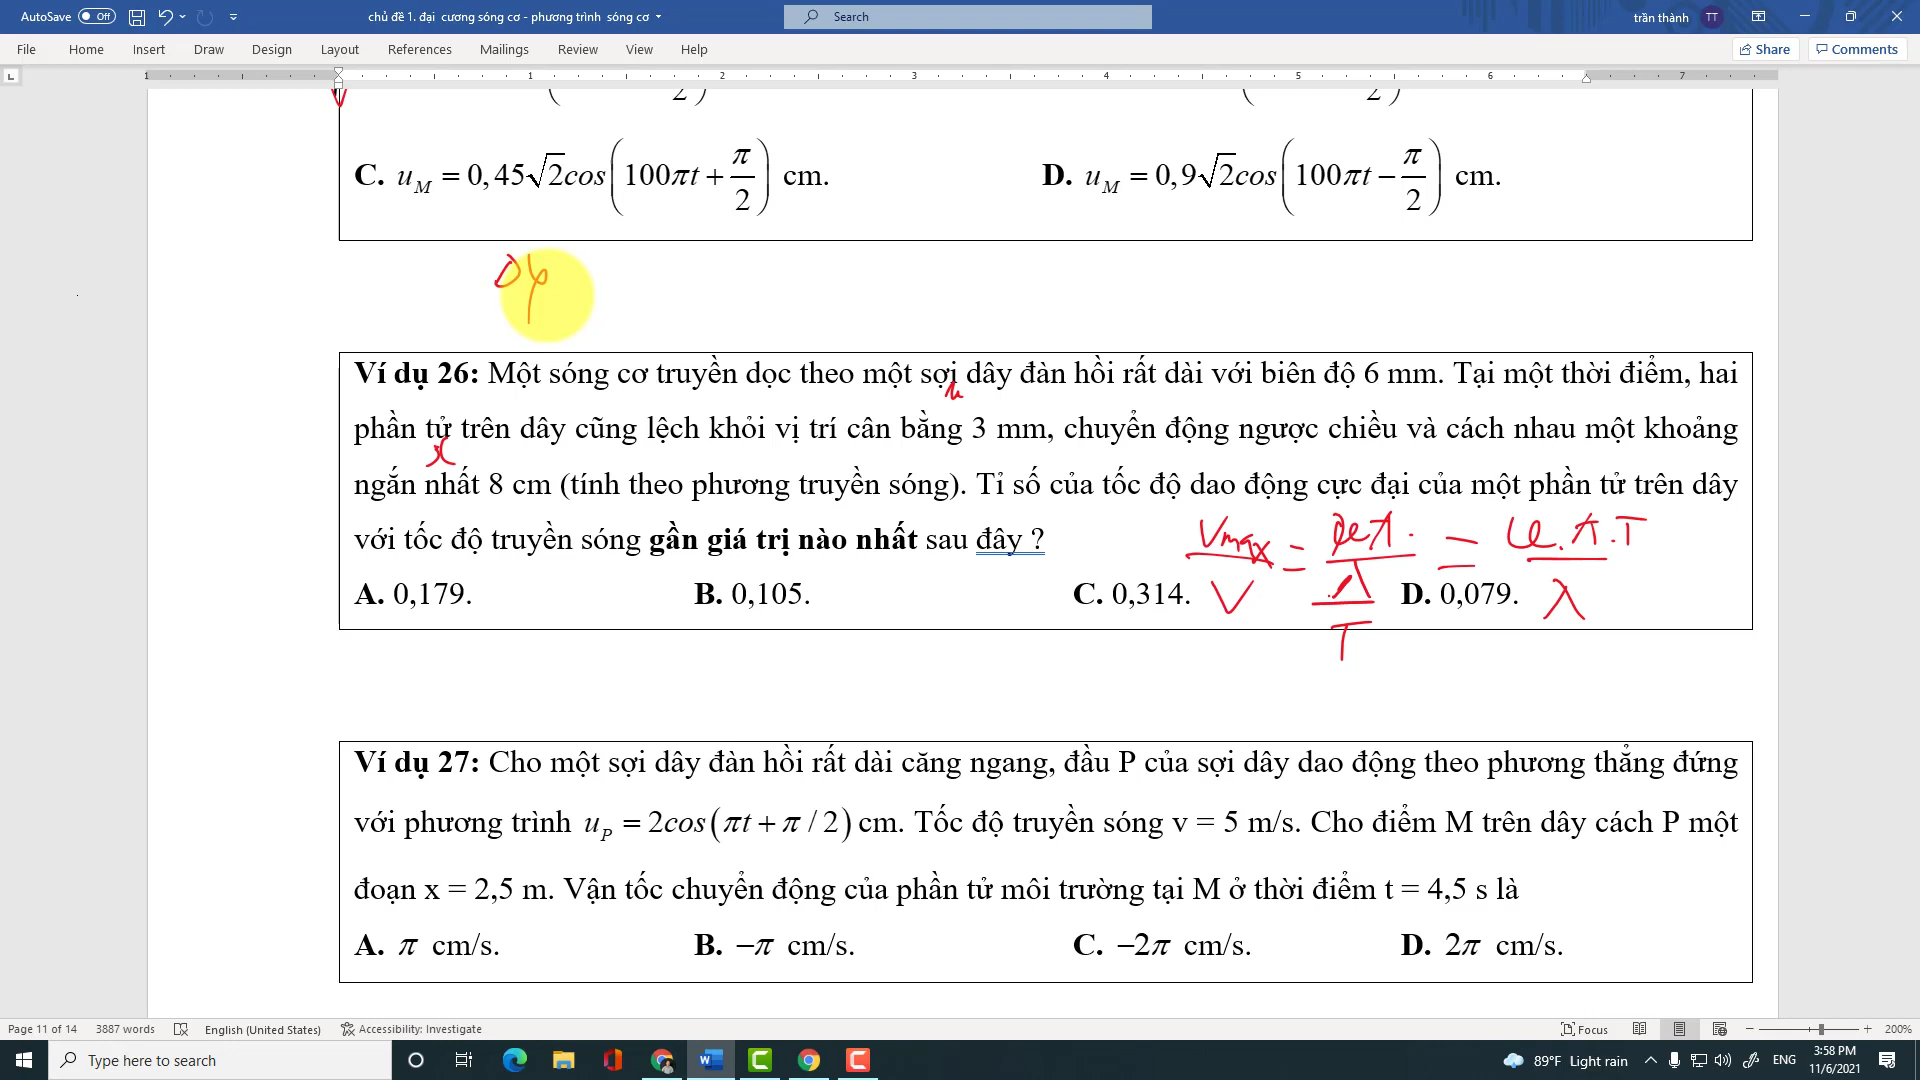 AutoSave Off chủ đề 1. đại cương sóng cơ - phương trình sóng cơ Search trần thành TT
File Home Insert Draw Design Layout References Mailings Review View Help Share Comments
1 1 2 3 4 5 6 7
( 2 ) ( 2 )
C. u_M = 0,45√2cos(100πt + π/2) cm. D. u_M = 0,9√2cos(100πt − π/2) cm.
Δφ
Ví dụ 26: Một sóng cơ truyền dọc theo một sợi dây đàn hồi rất dài với biên độ 6 mm. Tại một thời điểm, hai
phần tử trên dây cũng lệch khỏi vị trí cân bằng 3 mm, chuyển động ngược chiều và cách nhau một khoảng
ngắn nhất 8 cm (tính theo phương truyền sóng). Tỉ số của tốc độ dao động cực đại của một phần tử trên dây
với tốc độ truyền sóng gần giá trị nào nhất sau đây ?
A. 0,179. B. 0,105. C. 0,314. D. 0,079.
u
x
Vmax/V = ωA/(λ/T) = ω.A.T/λ
Ví dụ 27: Cho một sợi dây đàn hồi rất dài căng ngang, đầu P của sợi dây dao động theo phương thẳng đứng
với phương trình u_P = 2cos(πt + π / 2) cm. Tốc độ truyền sóng v = 5 m/s. Cho điểm M trên dây cách P một
đoạn x = 2,5 m. Vận tốc chuyển động của phần tử môi trường tại M ở thời điểm t = 4,5 s là
A. π cm/s. B. −π cm/s. C. −2π cm/s. D. 2π cm/s.
Page 11 of 14 3887 words English (United States) Accessibility: Investigate Focus 200%
Type here to search 89°F Light rain ENG 3:58 PM
11/6/2021